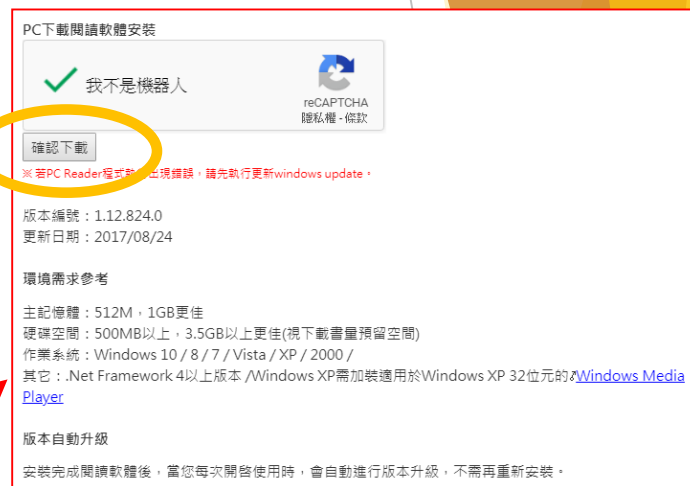 PC下載閱讀軟體安裝
我不是機器人
reCAPTCHA
隱私權 - 條款
確認下載
※ 若PC Reader程式 出現錯誤，請先執行更新windows update。
版本編號：1.12.824.0
更新日期：2017/08/24
環境需求參考
主記憶體：512M，1GB更佳
硬碟空間：500MB以上，3.5GB以上更佳(視下載書量預留空間)
作業系統：Windows 10 / 8 / 7 / Vista / XP / 2000 /
其它：.Net Framework 4以上版本 /Windows XP需加裝適用於Windows XP 32位元的Windows Media
Player
版本自動升級
安裝完成閱讀軟體後，當您每次開啓使用時，會自動進行版本升級，不需再重新安裝。